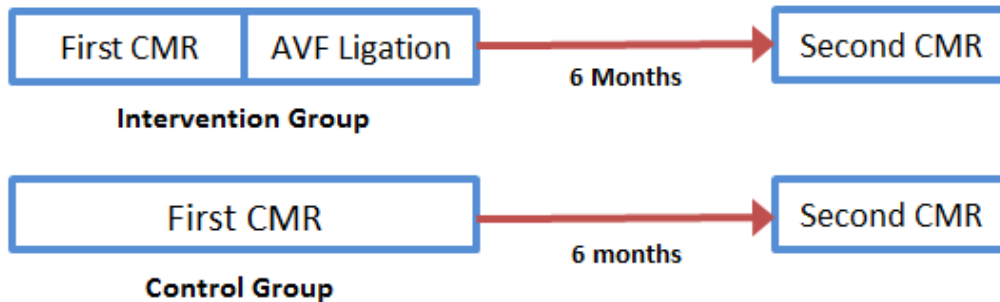 First CMR AVF Ligation Second CMR
6 Months
Intervention Group
First CMR Second CMR
6 months
Control Group